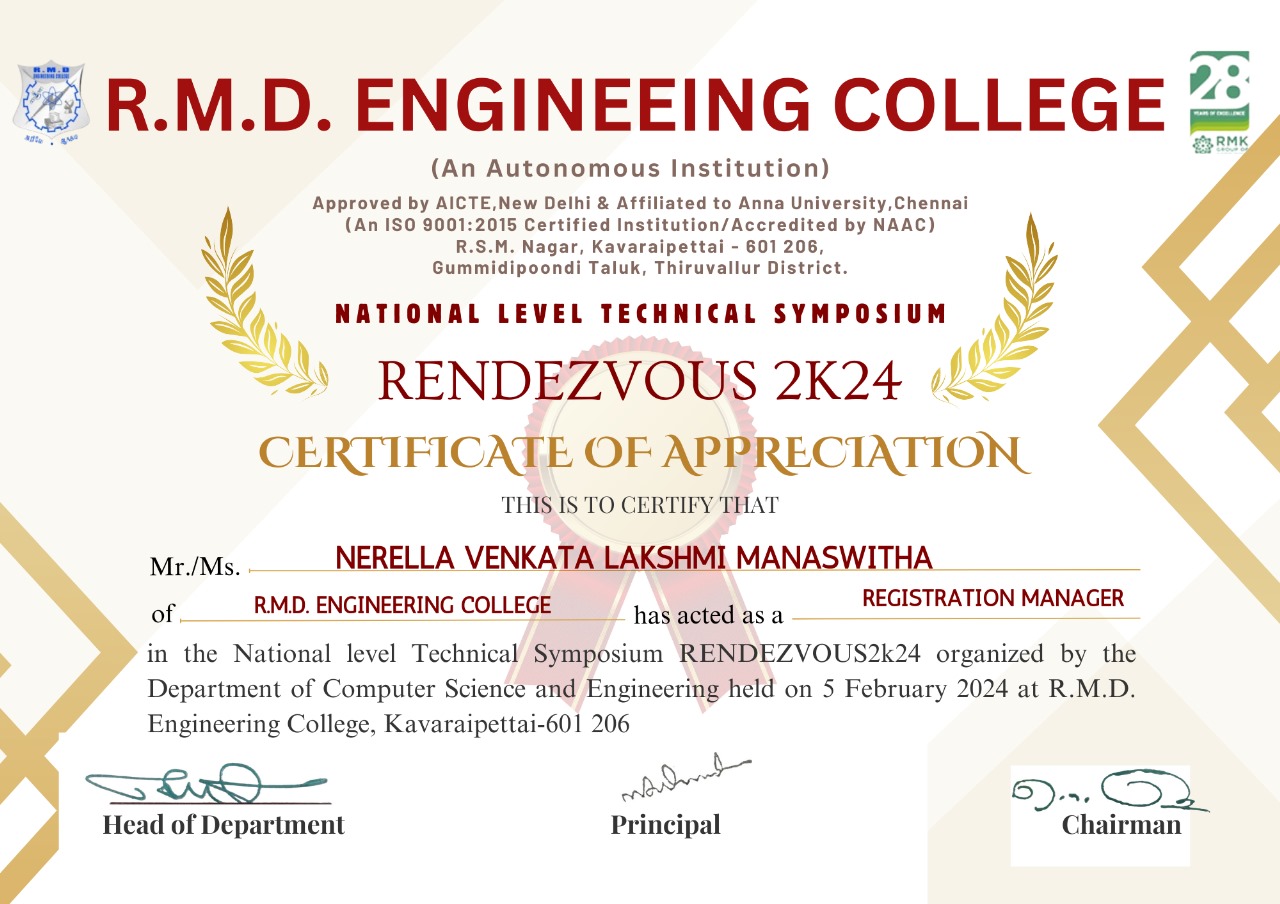 R.M.D
ENGINEERING COLLEGE
R.M.D. ENGINEEING COLLEGE
28
YEARS OF EXCELLENCE
RMK
GROUP OF
(An Autonomous Institution)
Approved by AICTE,New Delhi & Affiliated to Anna University,Chennai
(An ISO 9001:2015 Certified Institution/Accredited by NAAC)
R.S.M. Nagar, Kavaraipettai - 601 206,
Gummidipoondi Taluk, Thiruvallur District.
NATIONAL LEVEL TECHNICAL SYMPOSIUM
RENDEZVOUS 2K24
CERTIFICATE OF APPRECIATION
THIS IS TO CERTIFY THAT
Mr./Ms. NERELLA VENKATA LAKSHMI MANASWITHA
of R.M.D. ENGINEERING COLLEGE has acted as a REGISTRATION MANAGER
in the National level Technical Symposium RENDEZVOUS2k24 organized by the
Department of Computer Science and Engineering held on 5 February 2024 at R.M.D.
Engineering College, Kavaraipettai-601 206
Head of Department Principal Chairman